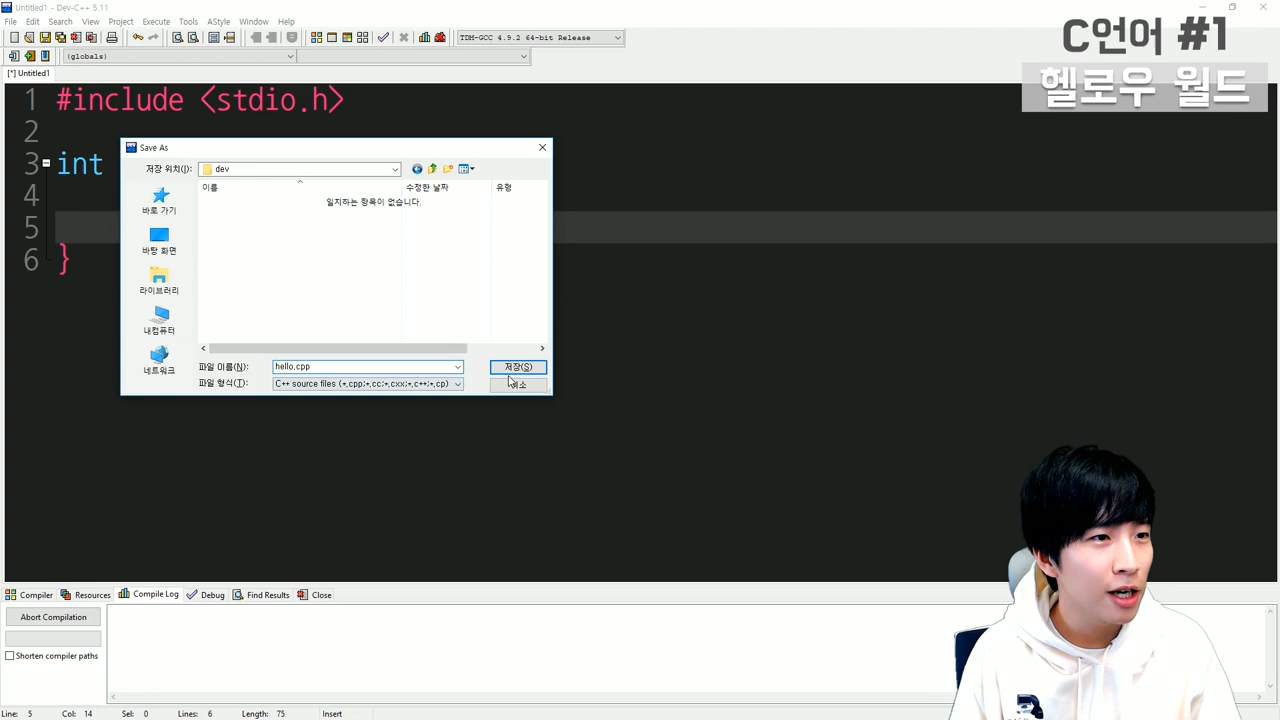 Untitled1 - Dev-C++ 5.11
File Edit Search View Project Execute Tools AStyle Window Help
TDM-GCC 4.9.2 64-bit Release
(globals)
[*] Untitled1
C언어 #1
헬로우 월드
1 #include <stdio.h>
2
3 int
4
5
6 }
Save As
저장 위치(I): dev
이름 수정한 날짜 유형
일치하는 항목이 없습니다.
바로 가기
바탕 화면
라이브러리
내컴퓨터
네트워크
파일 이름(N): hello.cpp 저장(S)
파일 형식(T): C++ source files (*.cpp;*.cc;*.cxx;*.c++;*.cp)
Compiler Resources Compile Log Debug Find Results Close
Abort Compilation
Shorten compiler paths
Line: 5 Col: 14 Sel: 0 Lines: 6 Length: 75 Insert